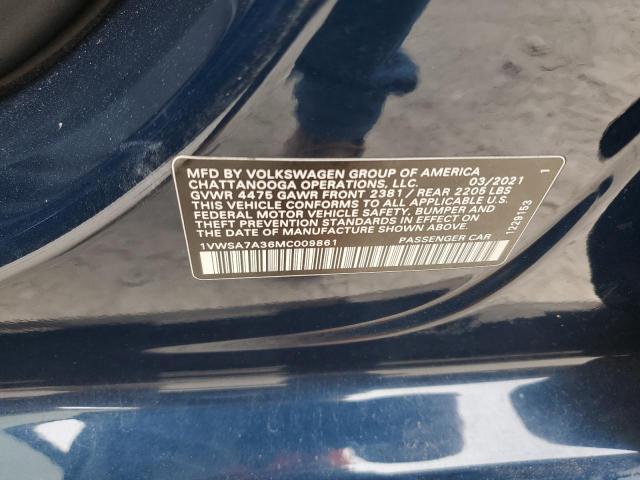 MFD BY VOLKSWAGEN GROUP OF AMERICA
CHATTANOOGA OPERATIONS, LLC. 03/2021
GVWR 4475 GAWR FRONT 2381 / REAR 2205 LBS
THIS VEHICLE CONFORMS TO ALL APPLICABLE U.S.
FEDERAL MOTOR VEHICLE SAFETY, BUMPER AND
THEFT PREVENTION STANDARDS IN EFFECT ON
THE DATE OF MANUFACTURE SHOWN ABOVE.
1VWSA7A36MC009861 PASSENGER CAR
1229153
1